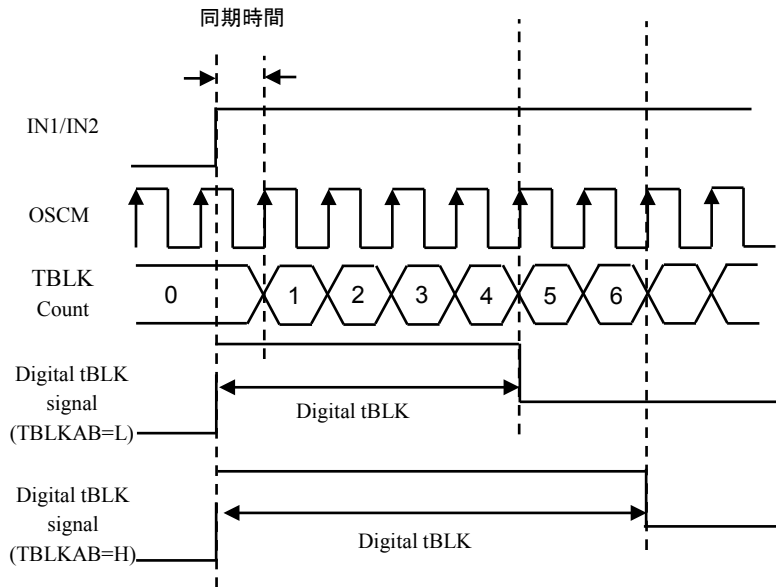 同期時間
IN1/IN2
OSCM
TBLK
Count
0 1 2 3 4 5 6
Digital tBLK
signal
(TBLKAB=L)
Digital tBLK
Digital tBLK
signal
(TBLKAB=H)
Digital tBLK